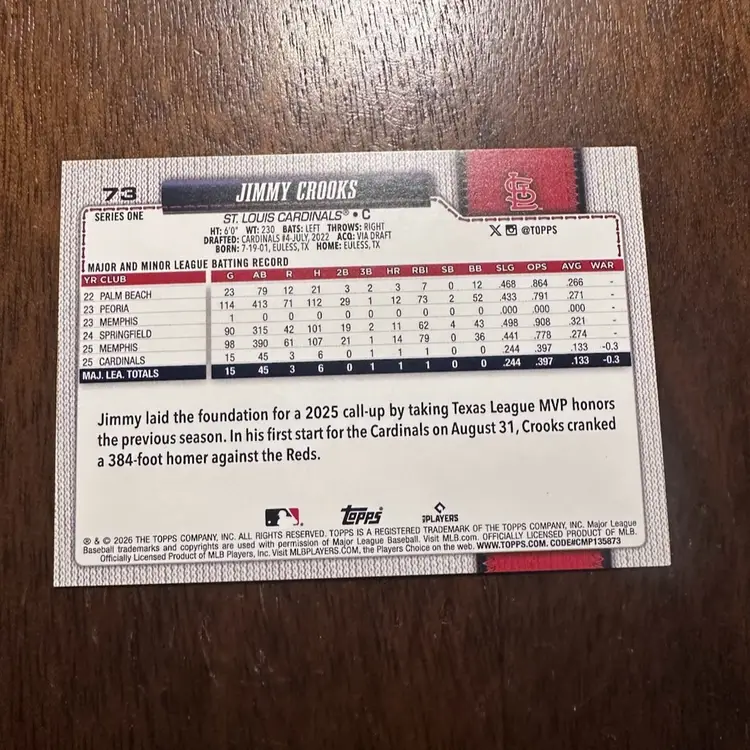 73
JIMMY CROOKS
SERIES ONE
ST. LOUIS CARDINALS® • C
HT: 6'0" WT: 230 BATS: LEFT THROWS: RIGHT
DRAFTED: CARDINALS #4-JULY, 2022 ACQ: VIA DRAFT
BORN: 7-19-01, EULESS, TX HOME: EULESS, TX
X @TOPPS
STL
MAJOR AND MINOR LEAGUE BATTING RECORD
YR CLUB G AB R H 2B 3B HR RBI SB BB SLG OPS AVG WAR
22 PALM BEACH 23 79 12 21 3 2 3 7 0 12 .468 .864 .266 -
23 PEORIA 114 413 71 112 29 1 12 73 2 52 .433 .791 .271 -
23 MEMPHIS 1 0 0 0 0 0 0 0 0 0 .000 .000 .000 -
24 SPRINGFIELD 90 315 42 101 19 2 11 62 4 43 .498 .908 .321 -
25 MEMPHIS 98 390 61 107 21 1 14 79 0 36 .441 .778 .274 -
25 CARDINALS 15 45 3 6 0 1 1 1 0 0 .244 .397 .133 -0.3
MAJ. LEA. TOTALS 15 45 3 6 0 1 1 1 0 0 .244 .397 .133 -0.3
Jimmy laid the foundation for a 2025 call-up by taking Texas League MVP honors
the previous season. In his first start for the Cardinals on August 31, Crooks cranked
a 384-foot homer against the Reds.
TOPPS
PLAYERS
® & © 2026 THE TOPPS COMPANY, INC. ALL RIGHTS RESERVED. TOPPS IS A REGISTERED TRADEMARK OF THE TOPPS COMPANY, INC. Major League
Baseball trademarks and copyrights are used with permission of Major League Baseball. Visit MLB.com. OFFICIALLY LICENSED PRODUCT OF MLB.
Officially Licensed Product of MLB Players, Inc. Visit MLBPLAYERS.COM, the Players Choice on the web. WWW.TOPPS.COM. CODE#CMP135873